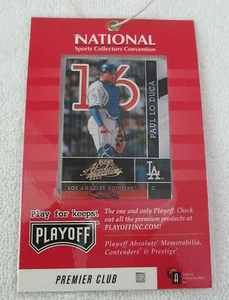 NATIONAL
Sports Collectors Convention
16
PAUL LO DUCA
Absolute
LA
LOS ANGELES DODGERS
C
Play for keeps.
PLAYOFF
The one and only Playoff. Check
out all the premium products at
PLAYOFFINC.COM!
Playoff Absolute Memorabilia,
Contenders & Prestige
PREMIER CLUB